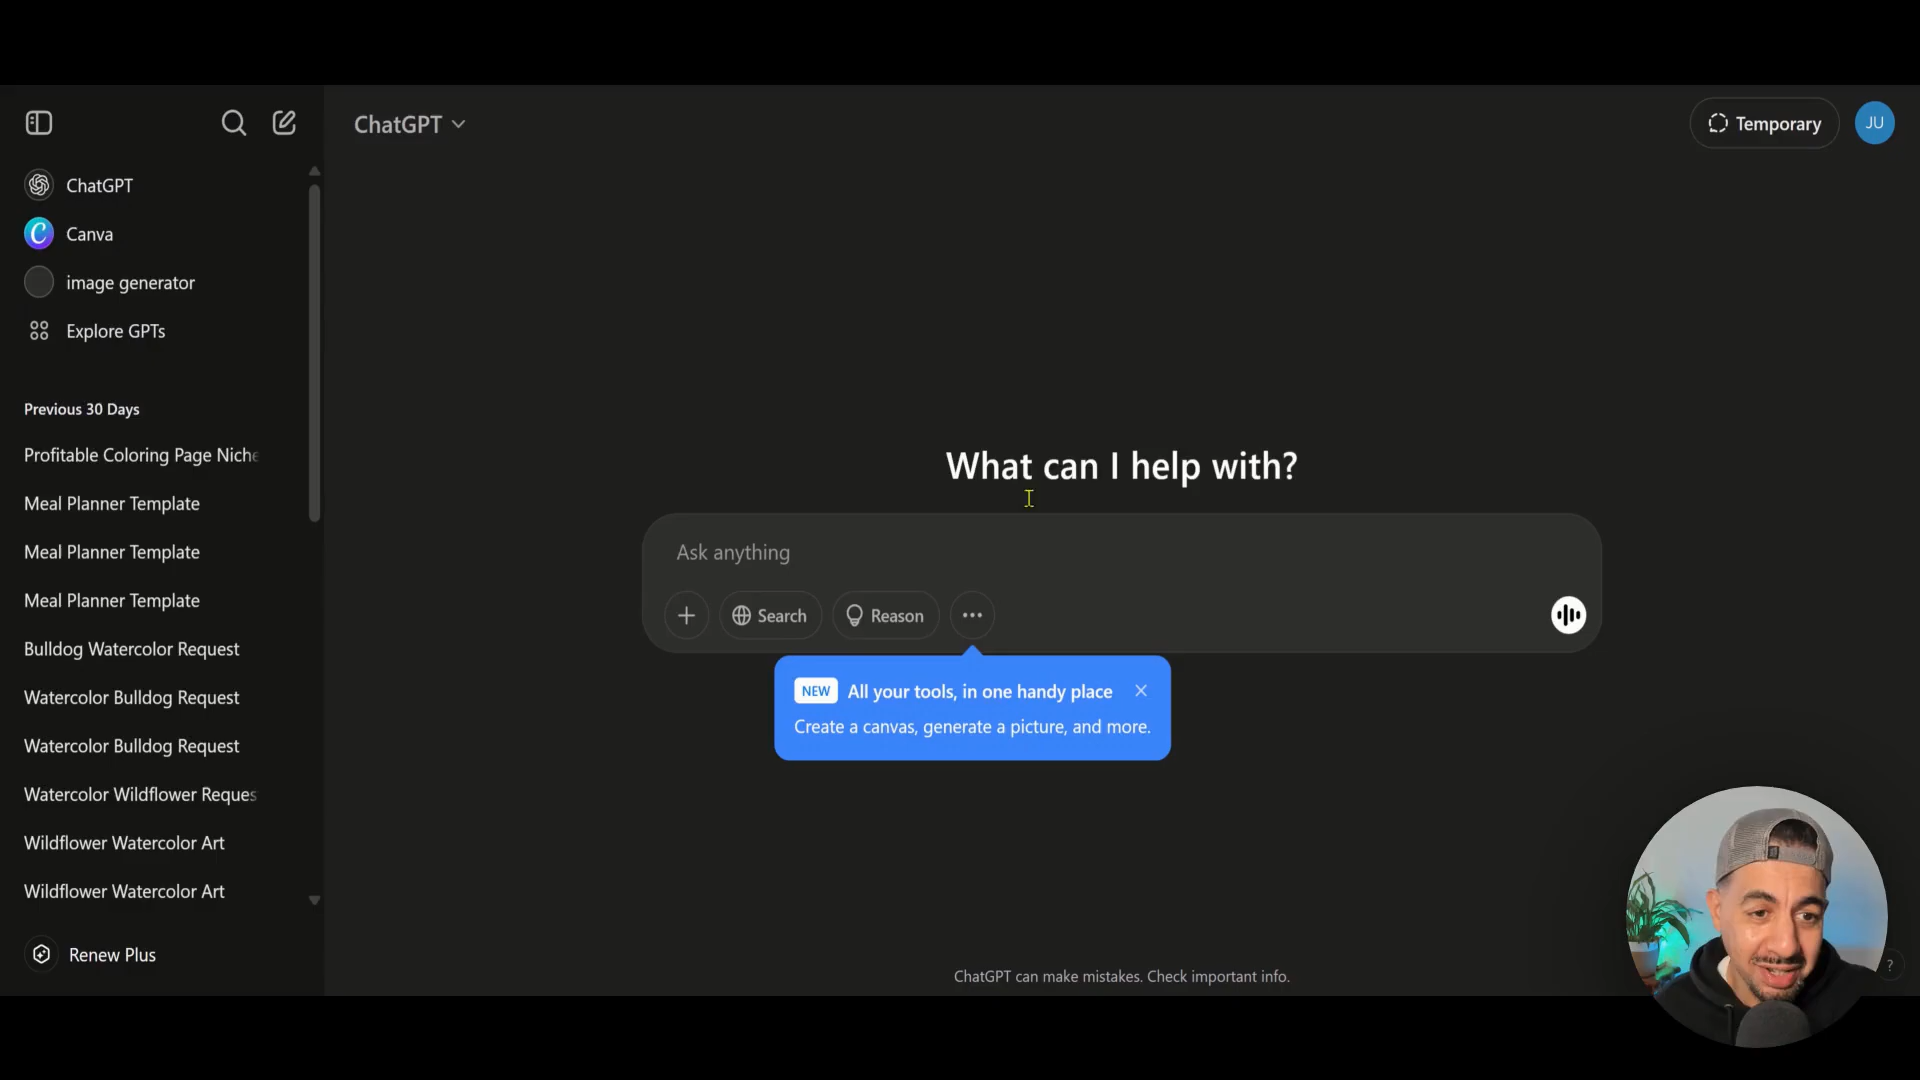 ChatGPT
Temporary
JU
ChatGPT
Canva
image generator
Explore GPTs
Previous 30 Days
Profitable Coloring Page Niche
Meal Planner Template
Meal Planner Template
Meal Planner Template
Bulldog Watercolor Request
Watercolor Bulldog Request
Watercolor Bulldog Request
Watercolor Wildflower Reques
Wildflower Watercolor Art
Wildflower Watercolor Art
Renew Plus
What can I help with?
Ask anything
Search
Reason
NEW All your tools, in one handy place
Create a canvas, generate a picture, and more.
ChatGPT can make mistakes. Check important info.
?